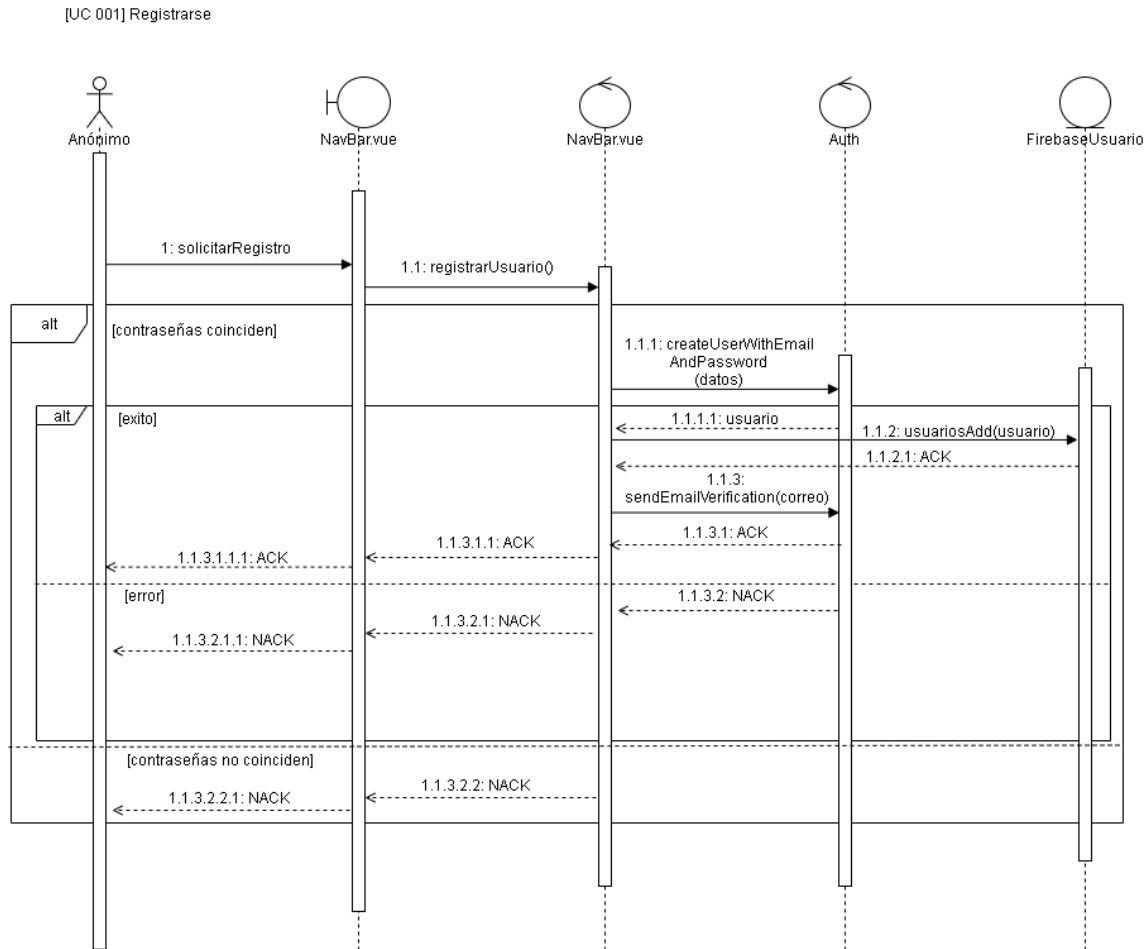 [UC 001] Registrarse
Anónimo
NavBar.vue
NavBar.vue
Auth
FirebaseUsuario
1: solicitarRegistro
1.1: registrarUsuario()
alt
[contraseñas coinciden]
1.1.1: createUserWithEmail
AndPassword
(datos)
alt
[exito]
1.1.1.1: usuario
1.1.2: usuariosAdd(usuario)
1.1.2.1: ACK
1.1.3:
sendEmailVerification(correo)
1.1.3.1: ACK
1.1.3.1.1: ACK
1.1.3.1.1.1: ACK
[error]
1.1.3.2: NACK
1.1.3.2.1: NACK
1.1.3.2.1.1: NACK
[contraseñas no coinciden]
1.1.3.2.2: NACK
1.1.3.2.2.1: NACK